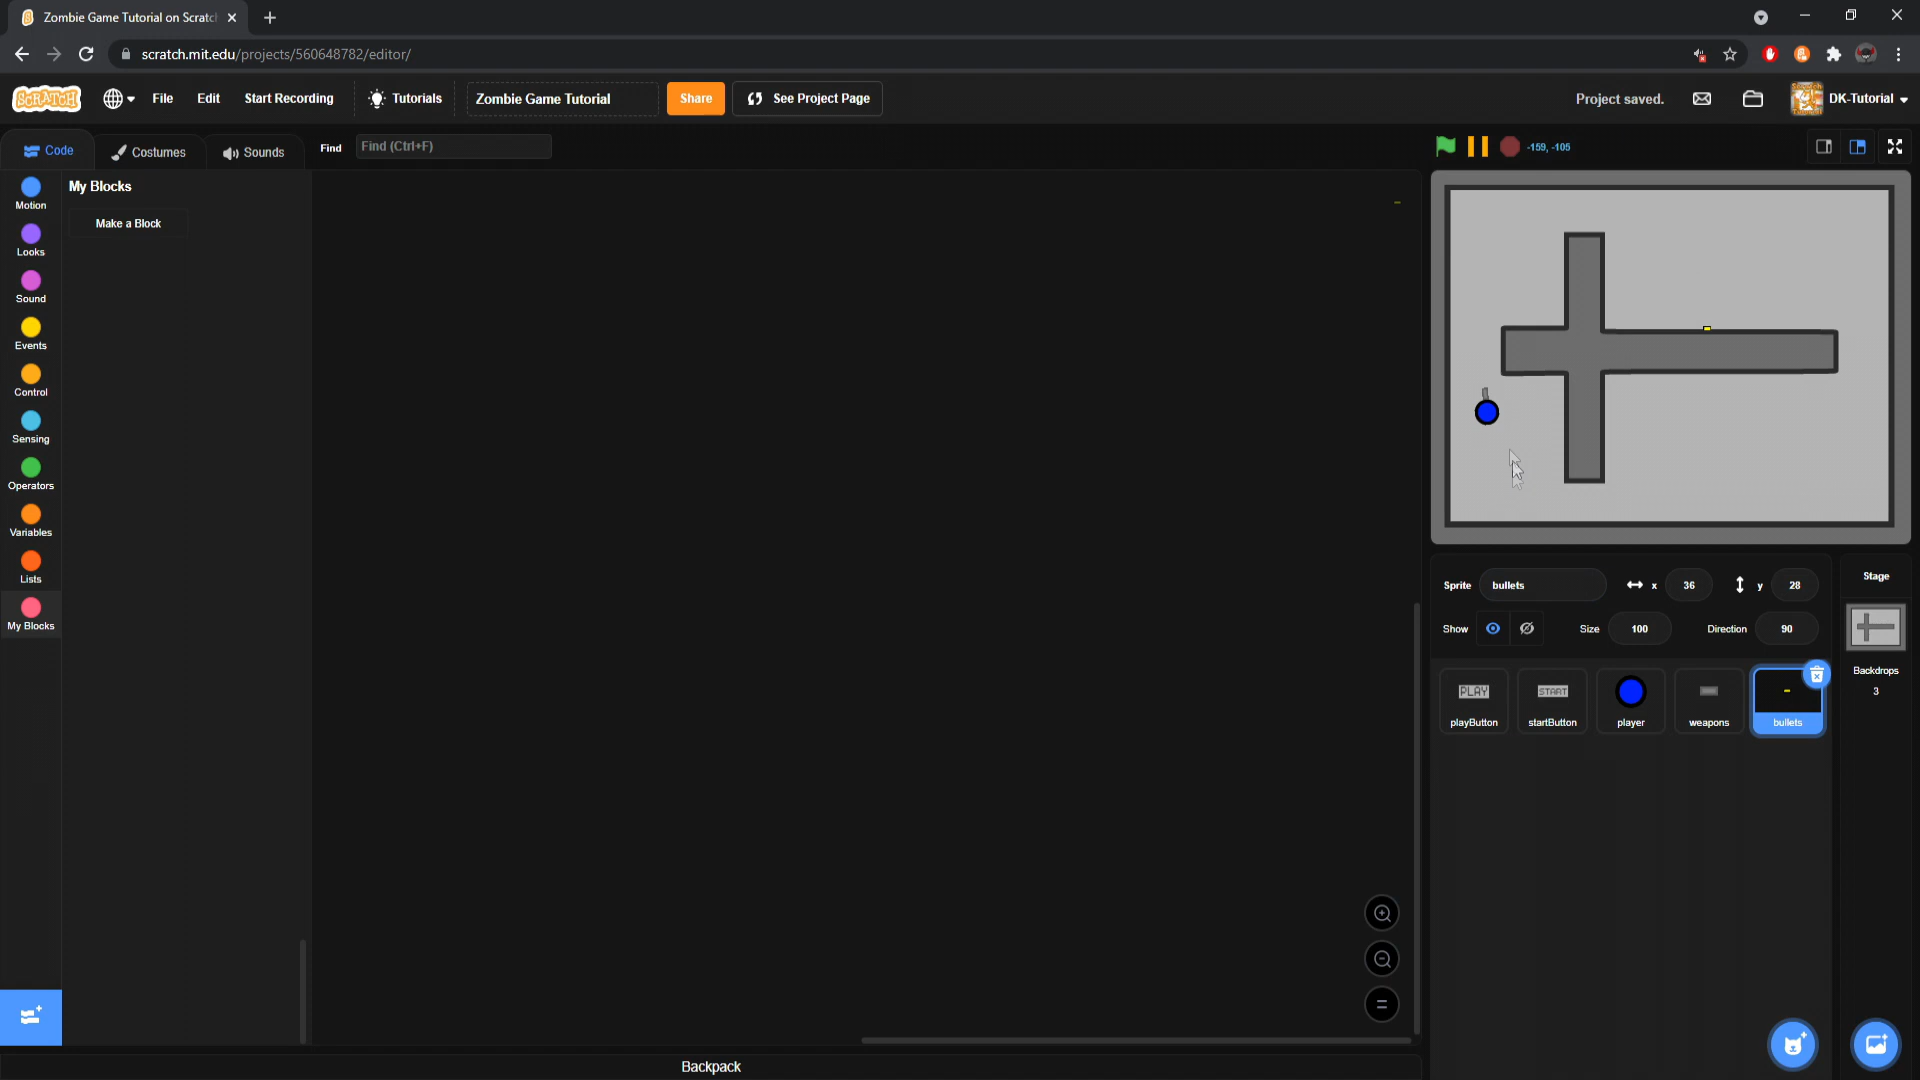 Zombie Game Tutorial on Scratch
scratch.mit.edu/projects/560648782/editor/
SCRATCH
File
Edit
Start Recording
Tutorials
Zombie Game Tutorial
Share
See Project Page
Project saved.
DK-Tutorial
Code
Costumes
Sounds
Find
Find (Ctrl+F)
-159, -105
Motion
Looks
Sound
Events
Control
Sensing
Operators
Variables
Lists
My Blocks
My Blocks
Make a Block
Sprite
bullets
x
36
y
28
Show
Size
100
Direction
90
PLAY
playButton
START
startButton
player
weapons
bullets
Stage
Backdrops
3
Backpack